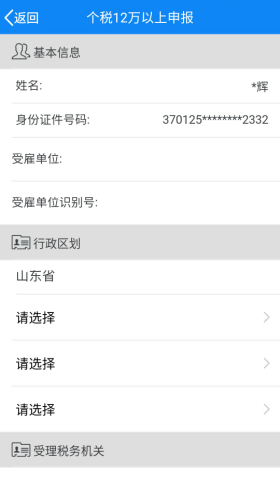 返回 个税12万以上申报
基本信息
姓名: *辉
身份证件号码: 370125********2332
受雇单位:
受雇单位识别号:
行政区划
山东省
请选择
请选择
请选择
受理税务机关